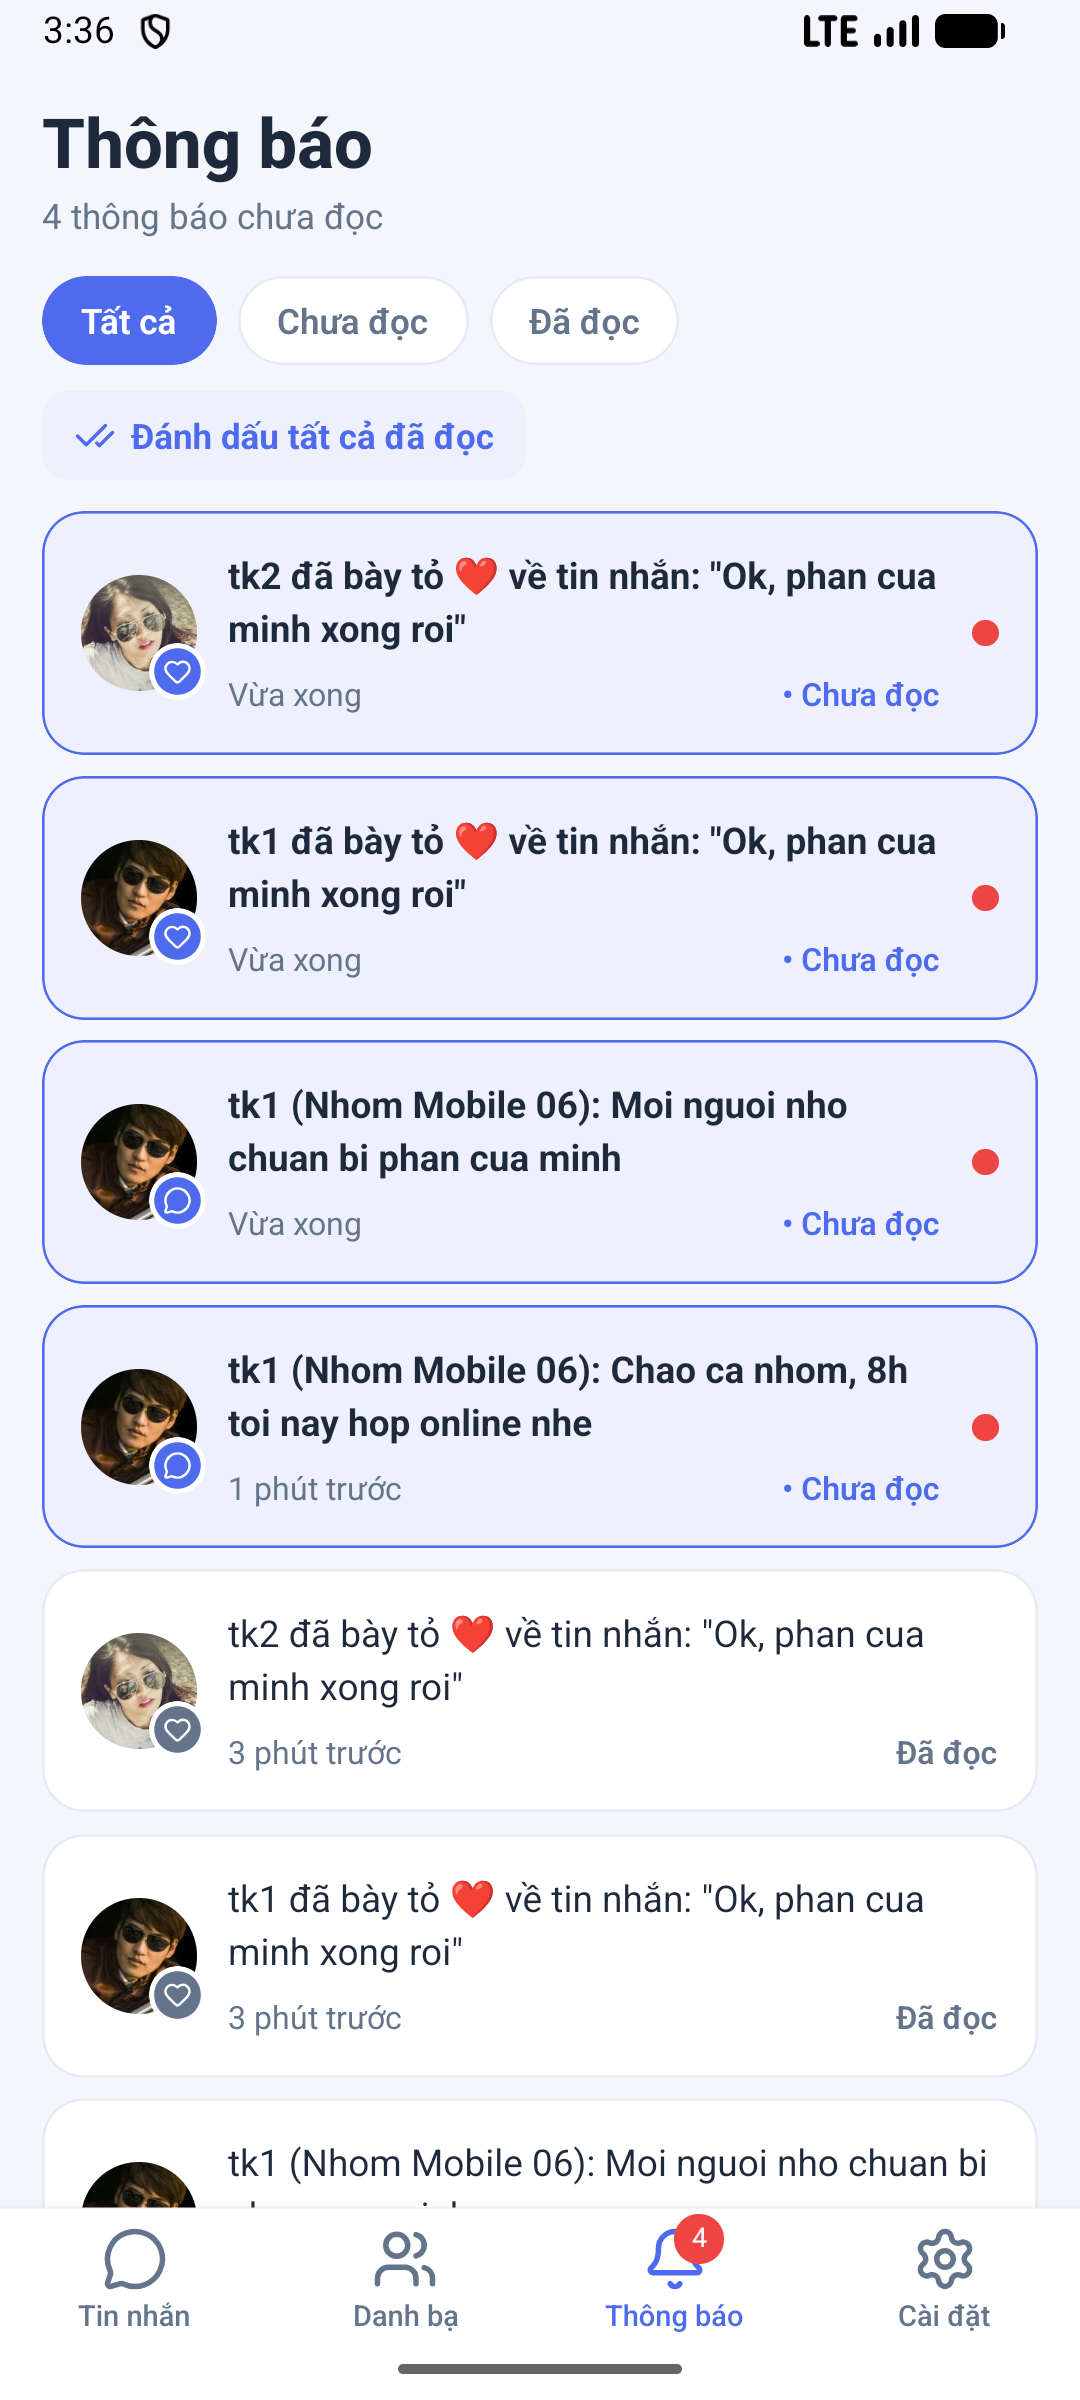 3:36
LTE
Thông báo
4 thông báo chưa đọc
Tất cả
Chưa đọc
Đã đọc
Đánh dấu tất cả đã đọc
tk2 đã bày tỏ ❤️ về tin nhắn: "Ok, phan cua
minh xong roi"
Vừa xong
• Chưa đọc
tk1 đã bày tỏ ❤️ về tin nhắn: "Ok, phan cua
minh xong roi"
Vừa xong
• Chưa đọc
tk1 (Nhom Mobile 06): Moi nguoi nho
chuan bi phan cua minh
Vừa xong
• Chưa đọc
tk1 (Nhom Mobile 06): Chao ca nhom, 8h
toi nay hop online nhe
1 phút trước
• Chưa đọc
tk2 đã bày tỏ ❤️ về tin nhắn: "Ok, phan cua
minh xong roi"
3 phút trước
Đã đọc
tk1 đã bày tỏ ❤️ về tin nhắn: "Ok, phan cua
minh xong roi"
3 phút trước
Đã đọc
tk1 (Nhom Mobile 06): Moi nguoi nho chuan bi
4
Tin nhắn
Danh bạ
Thông báo
Cài đặt